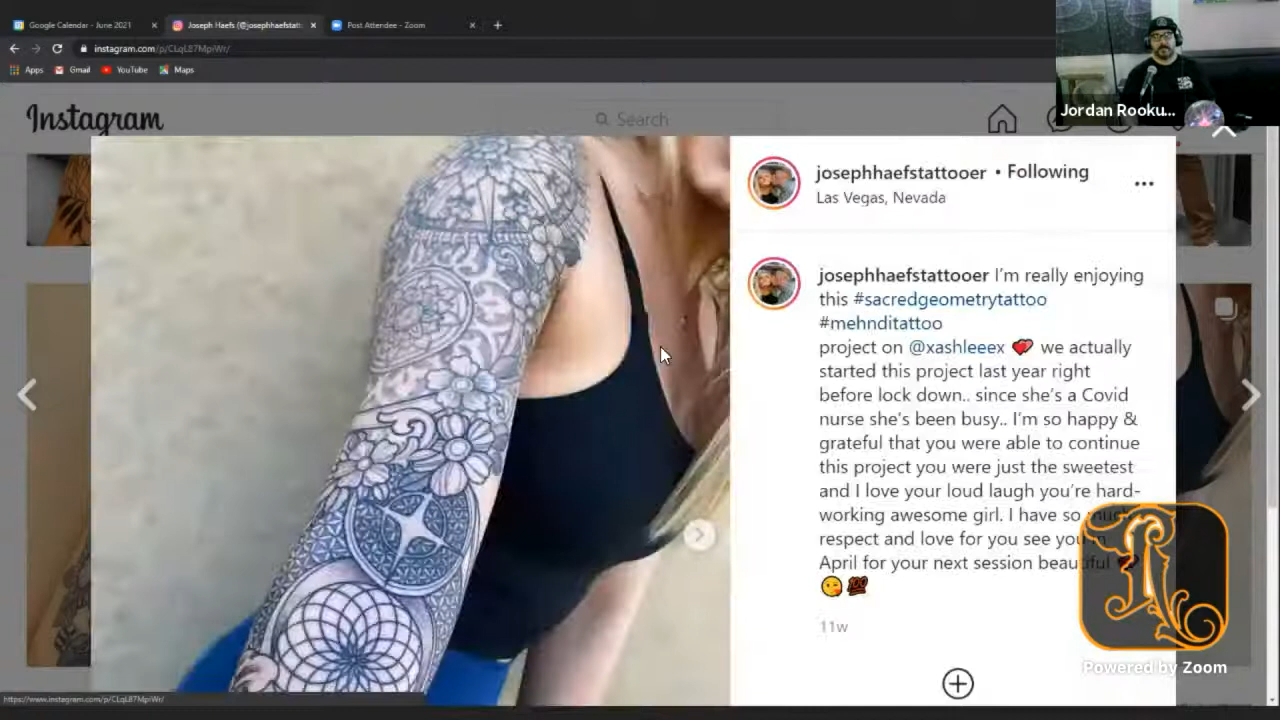 Google Calendar - June 2021
Joseph Haefs (@josephhaefstatt
Post Attendee - Zoom
instagram.com/p/CLqL87MpiWr/
Apps
Gmail
YouTube
Maps
Jordan Rooku...
Instagram
Search
josephhaefstattooer • Following
Las Vegas, Nevada
josephhaefstattooer I'm really enjoying
this #sacredgeometrytattoo
#mehnditattoo
project on @xashleeex 💕 we actually
started this project last year right
before lock down.. since she's a Covid
nurse she's been busy.. I'm so happy &
grateful that you were able to continue
this project you were just the sweetest
and I love your loud laugh you're hard-
working awesome girl. I have so much
respect and love for you see you in
April for your next session beautiful 💕
😘 💯
11w
Powered by Zoom
https://www.instagram.com/p/CLqL87MpiWr/